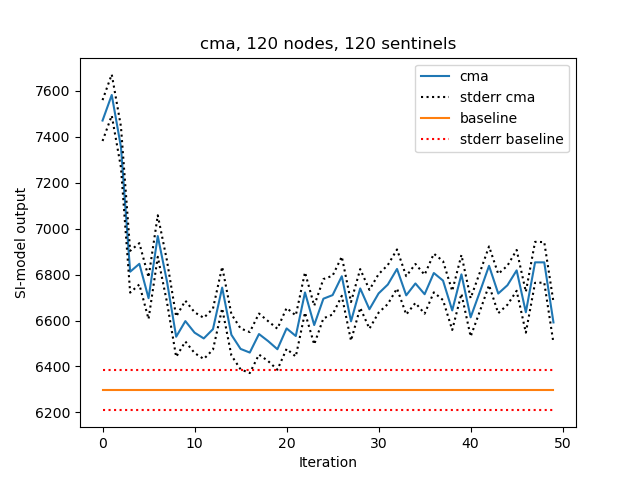 cma, 120 nodes, 120 sentinels
cma
stderr cma
baseline
stderr baseline
7600
7400
7200
7000
6800
6600
6400
6200
SI-model output
0 10 20 30 40 50
Iteration